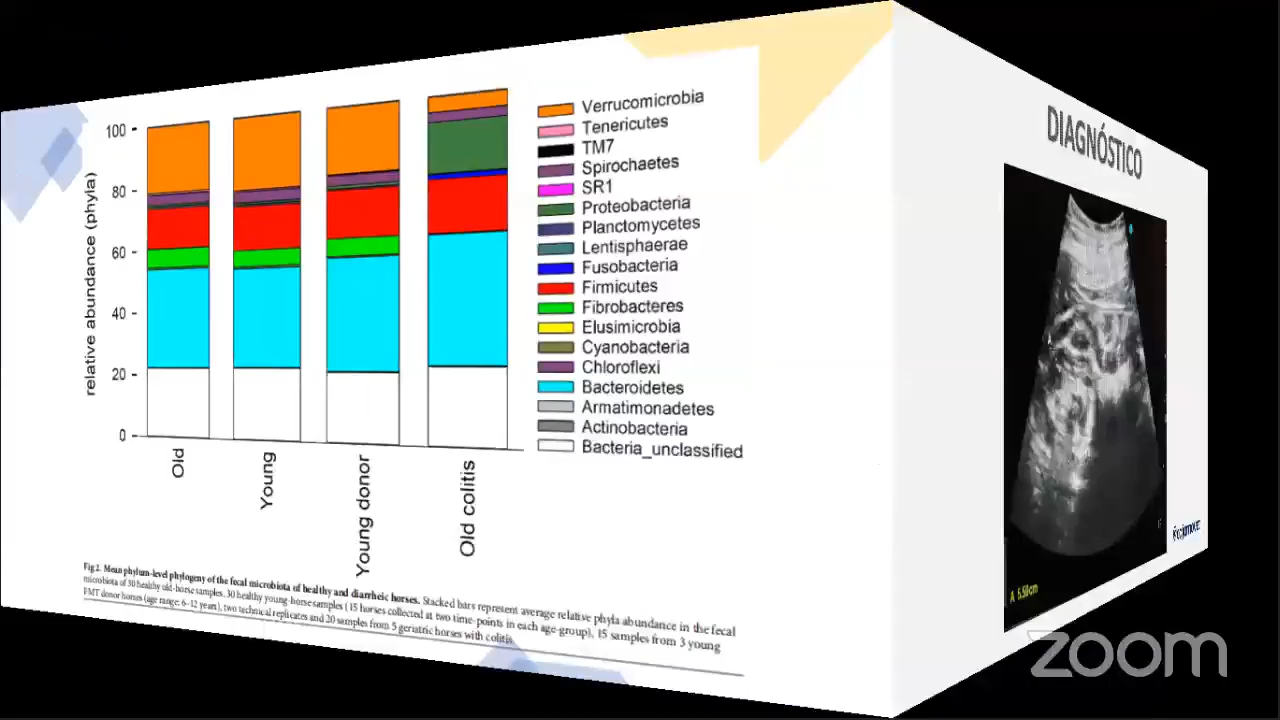 relative abundance (phyla)
100
80
60
40
20
0
Old
Young
Young donor
Old colitis
Verrucomicrobia
Tenericutes
TM7
Spirochaetes
SR1
Proteobacteria
Planctomycetes
Lentisphaerae
Fusobacteria
Firmicutes
Fibrobacteres
Elusimicrobia
Cyanobacteria
Chloroflexi
Bacteroidetes
Armatimonadetes
Actinobacteria
Bacteria_unclassified
Fig 2. Mean phylum-level phylogeny of the fecal microbiota of healthy and diarrheic horses. Stacked bars represent average relative phyla abundance in the fecal
microbiota of 30 healthy old-horse samples, 30 healthy young-horse samples (15 horses collected at two time-points in each age-group), 15 samples from 3 young
FMT donor horses (age range: 6–12 years), two technical replicates and 20 samples from 5 geriatric horses with colitis.
DIAGNÓSTICO
zoom